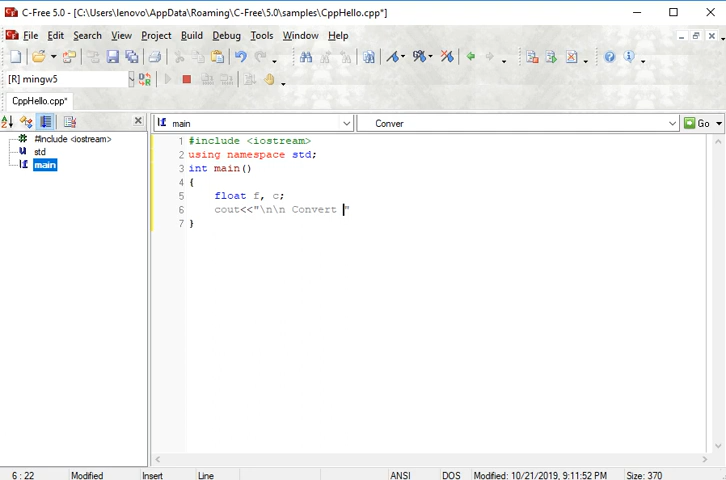 C-Free 5.0 - [C:\Users\lenovo\AppData\Roaming\C-Free\5.0\samples\CppHello.cpp*]
File Edit Search View Project Build Debug Tools Window Help
[R] mingw5
CppHello.cpp*
main Conver Go
#include <iostream>
std
main
1 #include <iostream>
2 using namespace std;
3 int main()
4 {
5 float f, c;
6 cout<<"\n\n Convert "
7 }
6 : 22 Modified Insert Line ANSI DOS Modified: 10/21/2019, 9:11:52 PM Size: 370